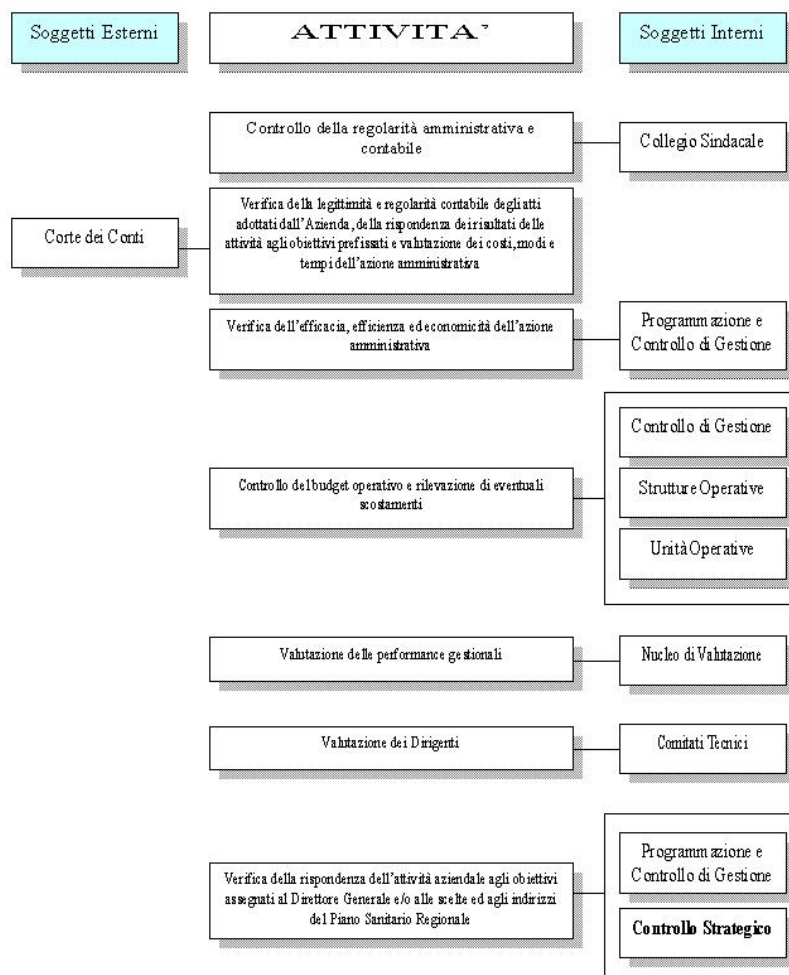 Soggetti Esterni
ATTIVITA’
Soggetti Interni
Controllo della regolarità amministrativa e
contabile
Collegio Sindacale
Corte dei Conti
Verifica della legittimità e regolarità contabile degli atti
adottati dall’Azienda, della rispondenza dei risultati delle
attività agli obiettivi prefissati e valutazione dei costi, modi e
tempi dell’azione amministrativa
Verifica dell’efficacia, efficienza ed economicità dell’azione
amministrativa
Programmazione e
Controllo di Gestione
Controllo del budget operativo e rilevazione di eventuali
scostamenti
Controllo di Gestione
Strutture Operative
Unità Operative
Valutazione delle performance gestionali
Nucleo di Valutazione
Valutazione dei Dirigenti
Comitati Tecnici
Verifica della rispondenza dell’attività aziendale agli obiettivi
assegnati al Direttore Generale e/o alle scelte ed agli indirizzi
del Piano Sanitario Regionale
Programmazione e
Controllo di Gestione
Controllo Strategico